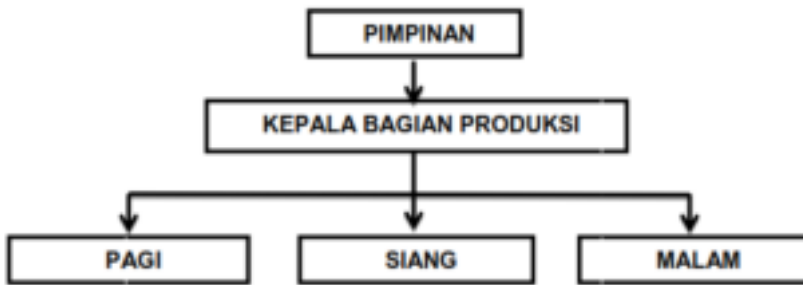 PIMPINAN
KEPALA BAGIAN PRODUKSI
PAGI
SIANG
MALAM